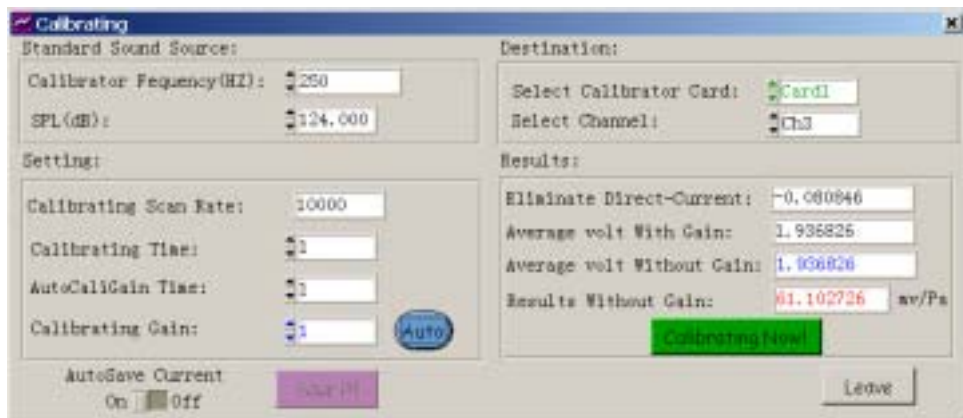 Calibrating
Standard Sound Source:
Calibrator Fequency(HZ): 250
SPL(dB): 124.000
Destination:
Select Calibrator Card: Card1
Select Channel: Ch3
Setting:
Calibrating Scan Rate: 10000
Calibrating Time: 1
AutoCaliGain Time: 1
Calibrating Gain: 1
Auto
Results:
Eliminate Direct-Current: -0.080846
Average volt With Gain: 1.936826
Average volt Without Gain: 1.936826
Results Without Gain: 61.102726 mv/Pa
Calibrating Now!
AutoSave Current
On Off
Leave